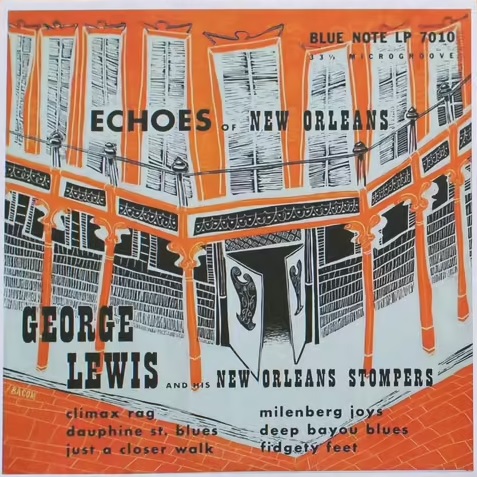 BLUE NOTE LP 7010
33⅓ MICROGROOVE
ECHOES OF NEW ORLEANS
GEORGE
LEWIS AND HIS NEW ORLEANS STOMPERS
BACON
climax rag
dauphine st. blues
just a closer walk
milenberg joys
deep bayou blues
fidgety feet